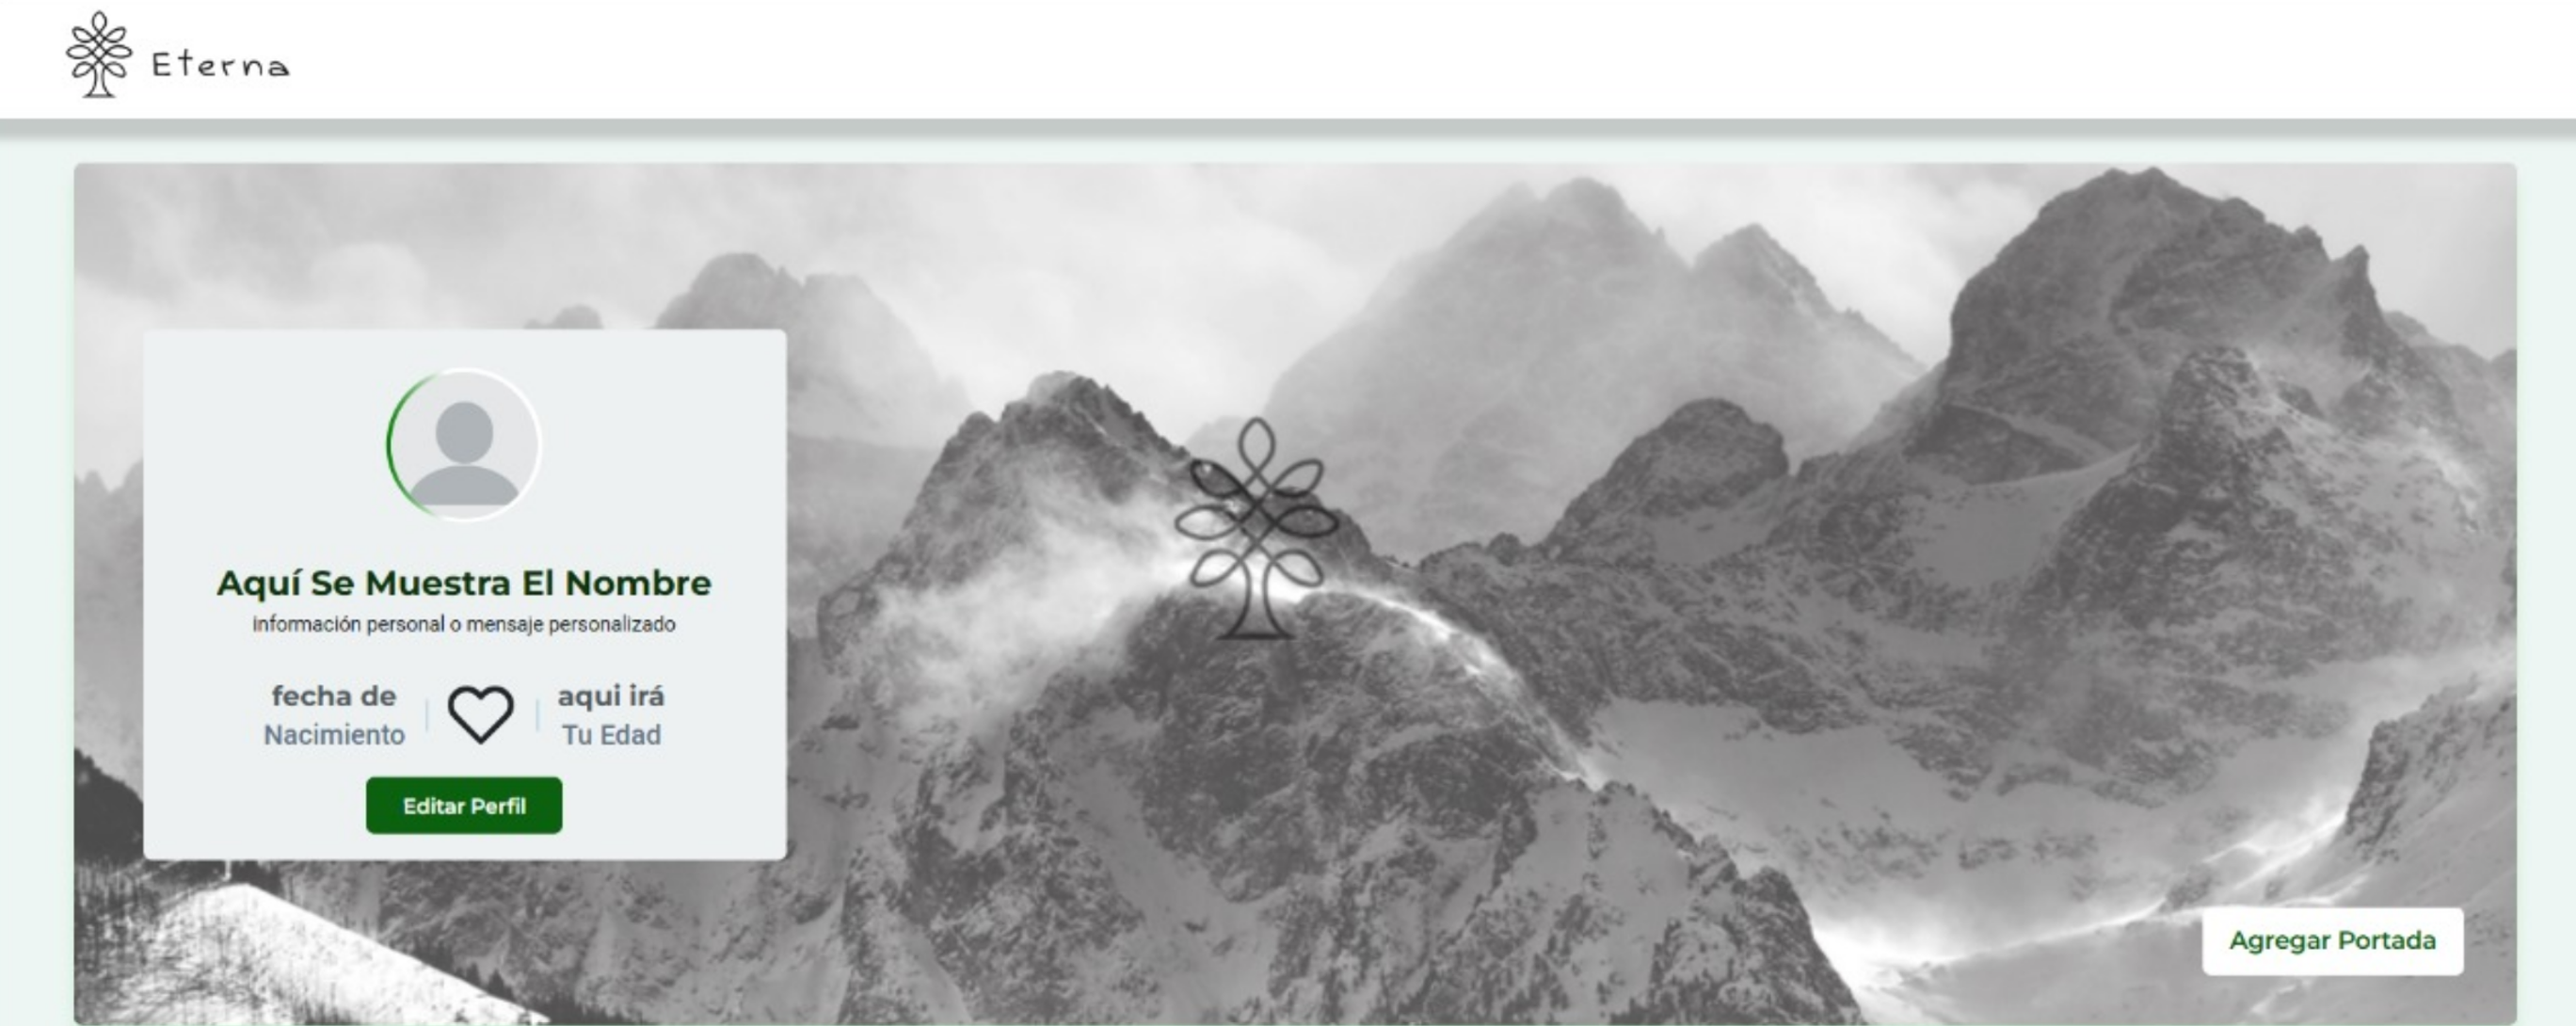 Eterna
Aquí Se Muestra El Nombre
información personal o mensaje personalizado
fecha de
Nacimiento
aqui irá
Tu Edad
Editar Perfil
Agregar Portada